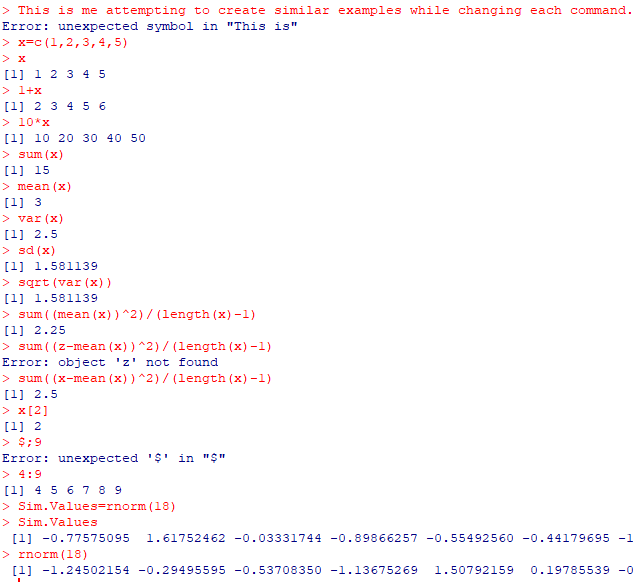 > This is me attempting to create similar examples while changing each command.
Error: unexpected symbol in "This is"
> x=c(1,2,3,4,5)
> x
[1] 1 2 3 4 5
> 1+x
[1] 2 3 4 5 6
> 10*x
[1] 10 20 30 40 50
> sum(x)
[1] 15
> mean(x)
[1] 3
> var(x)
[1] 2.5
> sd(x)
[1] 1.581139
> sqrt(var(x))
[1] 1.581139
> sum((mean(x))^2)/(length(x)-1)
[1] 2.25
> sum((z-mean(x))^2)/(length(x)-1)
Error: object 'z' not found
> sum((x-mean(x))^2)/(length(x)-1)
[1] 2.5
> x[2]
[1] 2
> $;9
Error: unexpected '$' in "$"
> 4:9
[1] 4 5 6 7 8 9
> Sim.Values=rnorm(18)
> Sim.Values
[1] -0.77575095 1.61752462 -0.03331744 -0.89866257 -0.55492560 -0.44179695 -1
> rnorm(18)
[1] -1.24502154 -0.29495595 -0.53708350 -1.13675269 1.50792159 0.19785539 -0